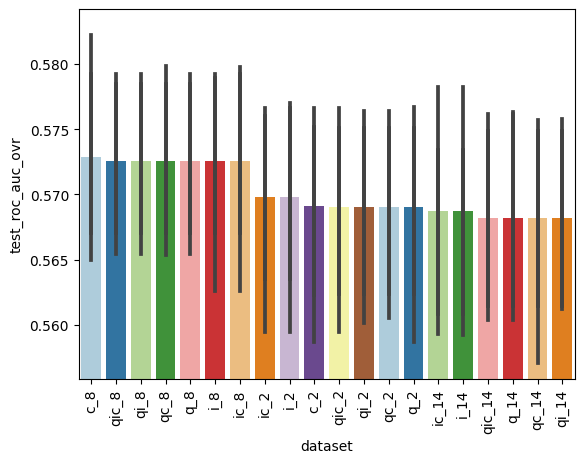 0.580
0.575
0.570
0.565
0.560
test_roc_auc_ovr
c_8
qic_8
qi_8
qc_8
q_8
i_8
ic_8
ic_2
i_2
c_2
qic_2
qi_2
qc_2
q_2
ic_14
i_14
qic_14
q_14
qc_14
qi_14
dataset